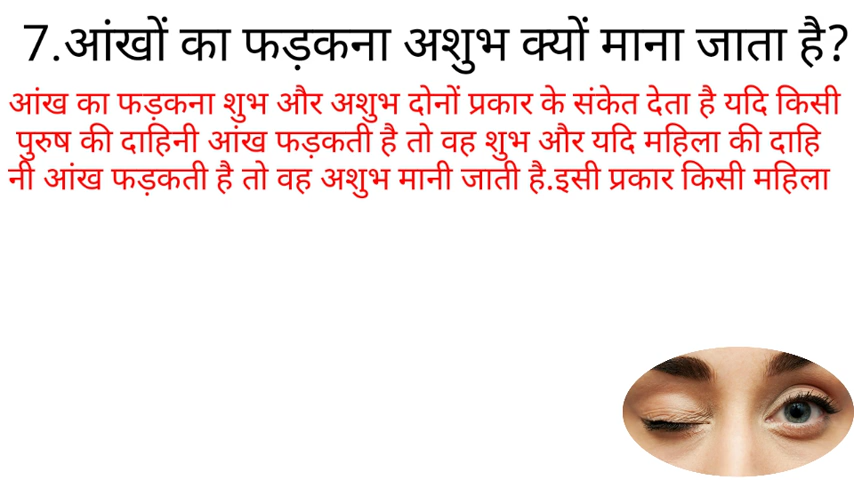 7.आंखों का फड़कना अशुभ क्यों माना जाता है?
आंख का फड़कना शुभ और अशुभ दोनों प्रकार के संकेत देता है यदि किसी
पुरुष की दाहिनी आंख फड़कती है तो वह शुभ और यदि महिला की दाहि
नी आंख फड़कती है तो वह अशुभ मानी जाती है.इसी प्रकार किसी महिला